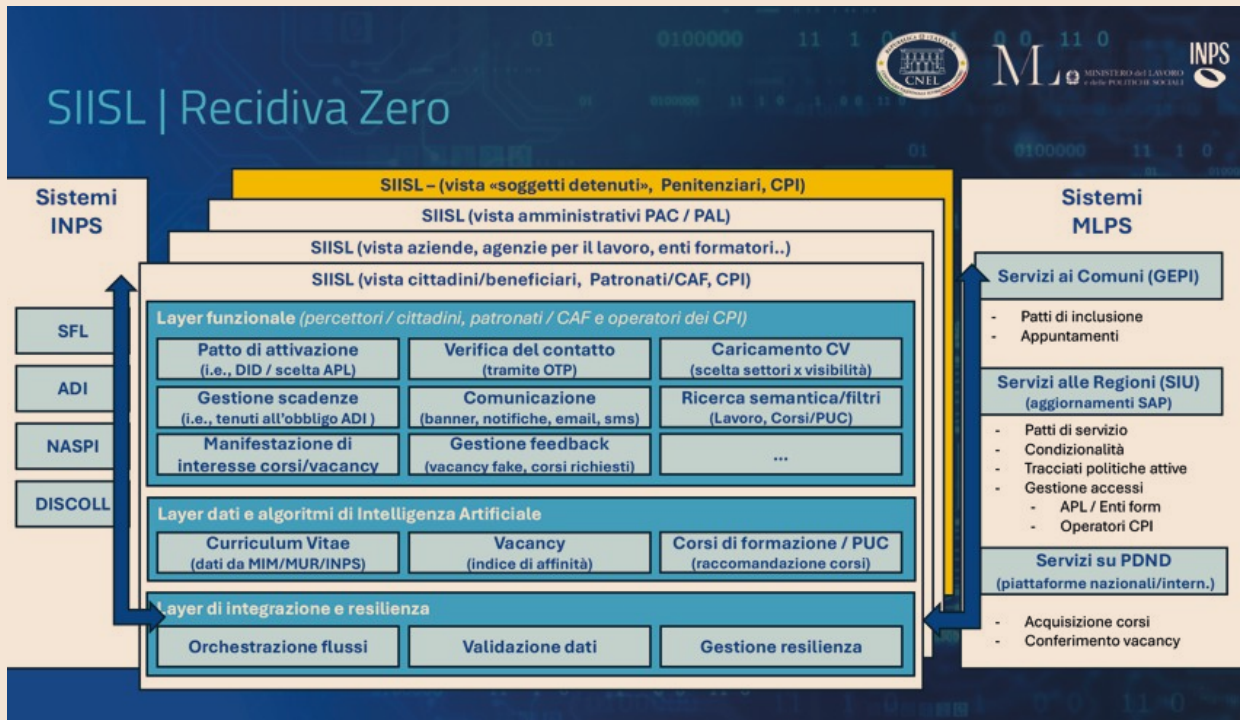 REPUBBLICA ITALIANA
CNEL
ML
MINISTERO del LAVORO
e delle POLITICHE SOCIALI
INPS
SIISL | Recidiva Zero
Sistemi
INPS
SFL
ADI
NASPI
DISCOLL
SIISL – (vista «soggetti detenuti», Penitenziari, CPI)
SIISL (vista amministrativi PAC / PAL)
SIISL (vista aziende, agenzie per il lavoro, enti formatori..)
SIISL (vista cittadini/beneficiari, Patronati/CAF, CPI)
Layer funzionale (percettori / cittadini, patronati / CAF e operatori dei CPI)
Patto di attivazione
(i.e., DID / scelta APL)
Verifica del contatto
(tramite OTP)
Caricamento CV
(scelta settori x visibilità)
Gestione scadenze
(i.e., tenuti all'obbligo ADI )
Comunicazione
(banner, notifiche, email, sms)
Ricerca semantica/filtri
(Lavoro, Corsi/PUC)
Manifestazione di
interesse corsi/vacancy
Gestione feedback
(vacancy fake, corsi richiesti)
...
Layer dati e algoritmi di Intelligenza Artificiale
Curriculum Vitae
(dati da MIM/MUR/INPS)
Vacancy
(indice di affinità)
Corsi di formazione / PUC
(raccomandazione corsi)
Layer di integrazione e resilienza
Orchestrazione flussi
Validazione dati
Gestione resilienza
Sistemi
MLPS
Servizi ai Comuni (GEPI)
- Patti di inclusione
- Appuntamenti
Servizi alle Regioni (SIU)
(aggiornamenti SAP)
- Patti di servizio
- Condizionalità
- Tracciati politiche attive
- Gestione accessi
- APL / Enti form
- Operatori CPI
Servizi su PDND
(piattaforme nazionali/intern.)
- Acquisizione corsi
- Conferimento vacancy